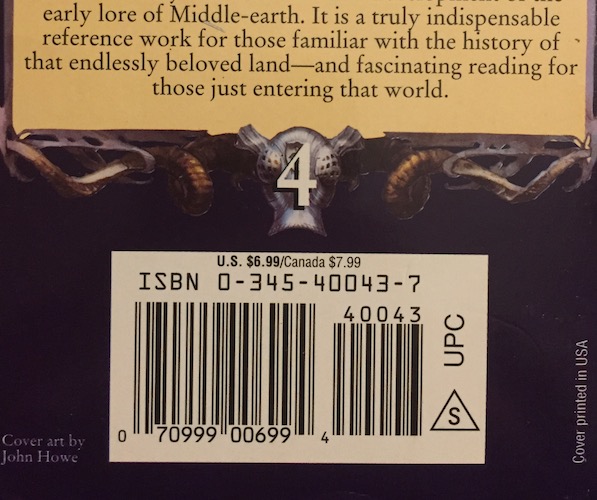 early lore of Middle-earth. It is a truly indispensable
reference work for those familiar with the history of
that endlessly beloved land—and fascinating reading for
those just entering that world.
4
U.S. $6.99/Canada $7.99
ISBN 0-345-40043-7
40043
UPC
S
0 70999 00699 4
Cover art by
John Howe
Cover printed in USA